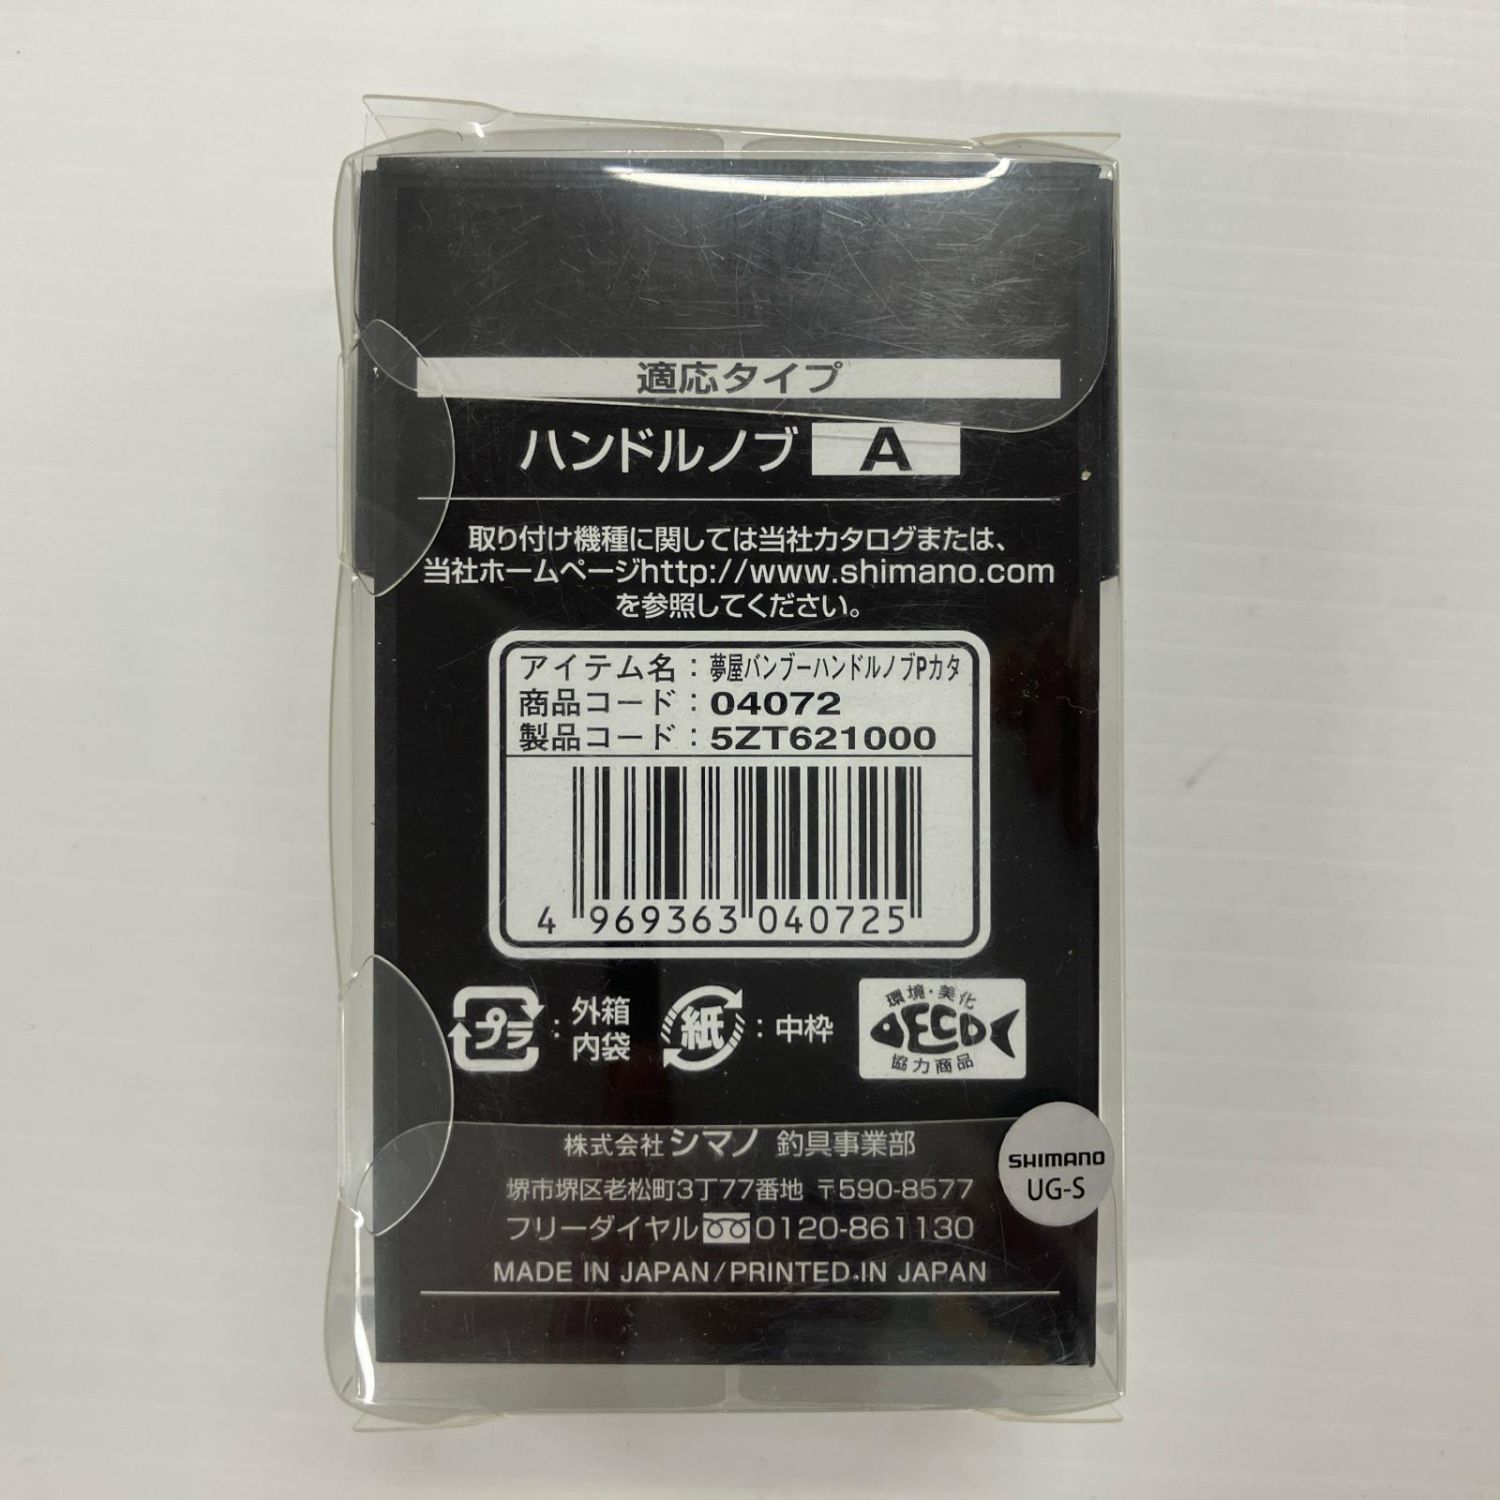 適応タイプ
ハンドルノブ A
取り付け機種に関しては当社カタログまたは、
当社ホームページhttp://www.shimano.com
を参照してください。
アイテム名：夢屋バンブーハンドルノブPカタ
商品コード：04072
製品コード：5ZT621000
4 969363 040725
プラ：外箱
内袋
紙：中枠
環境・美化
ECO
協力商品
株式会社シマノ 釣具事業部
堺市堺区老松町3丁77番地 〒590-8577
フリーダイヤル 0120-861130
MADE IN JAPAN/PRINTED IN JAPAN
SHIMANO
UG-S